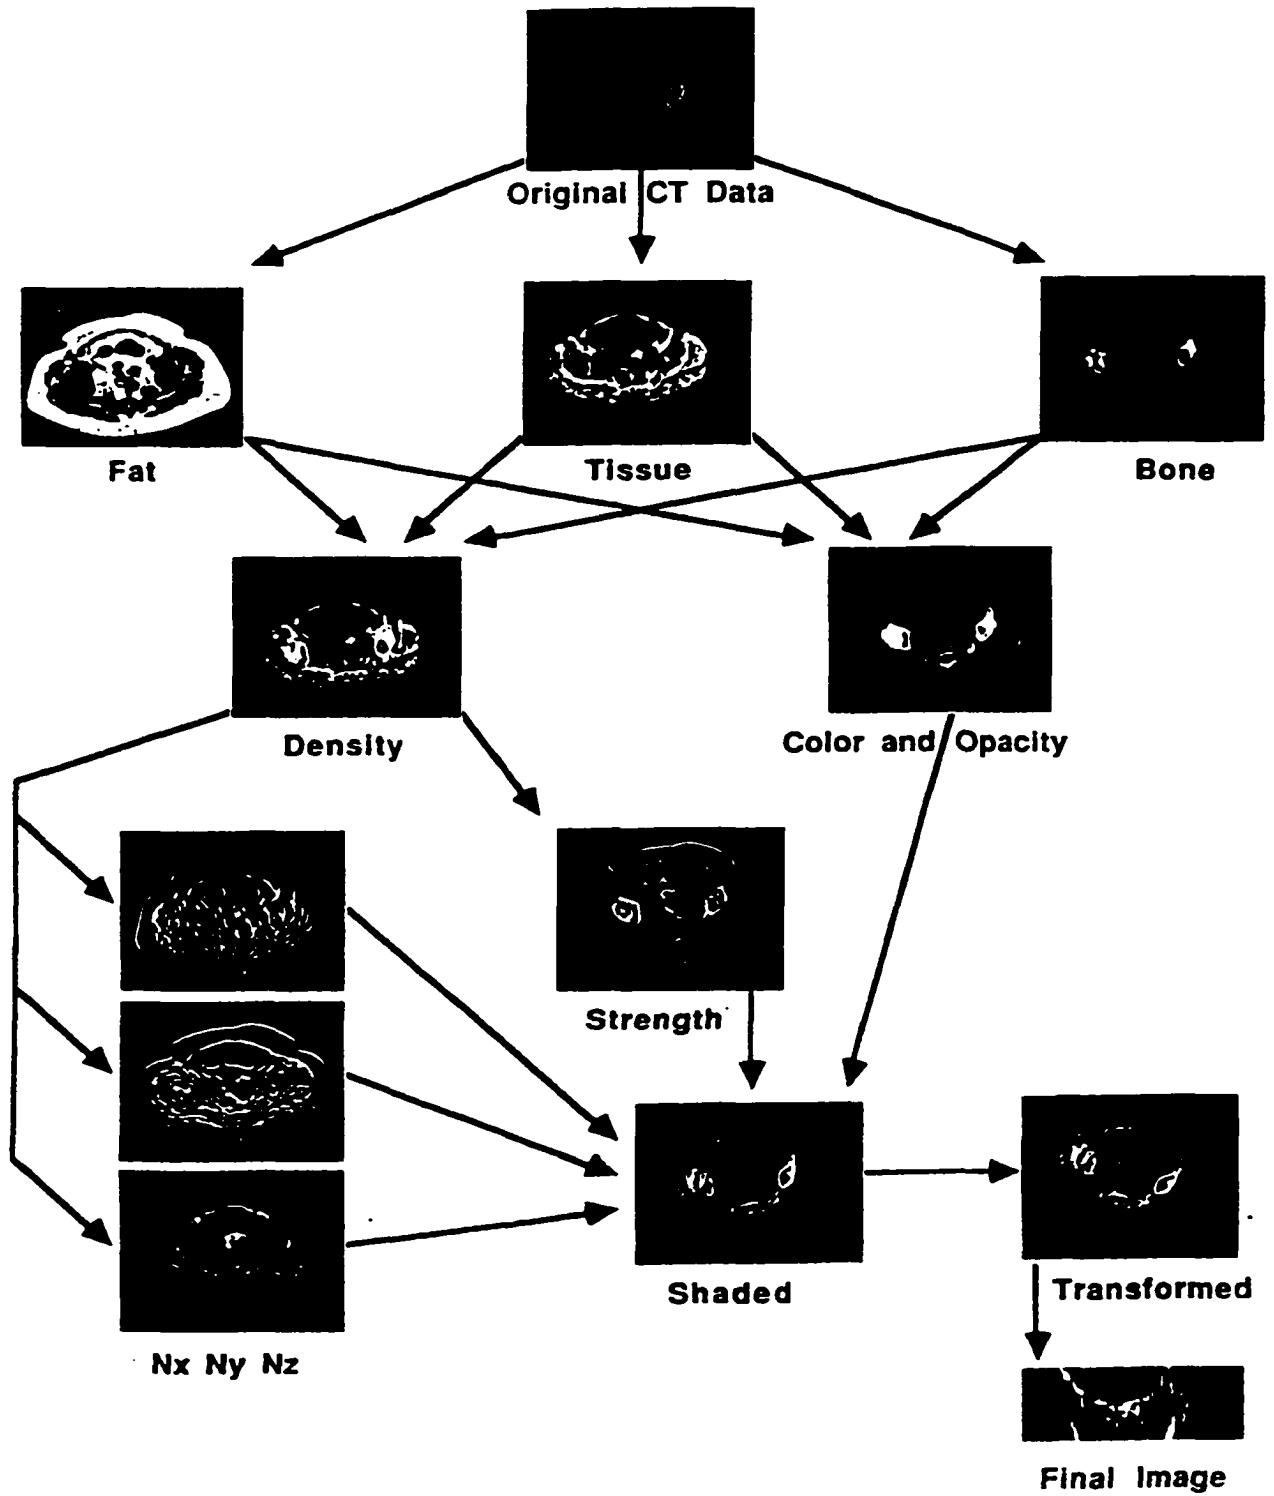 Original CT Data
Fat
Tissue
Bone
Density
Color and Opacity
Strength
Shaded
Transformed
Nx Ny Nz
Final Image